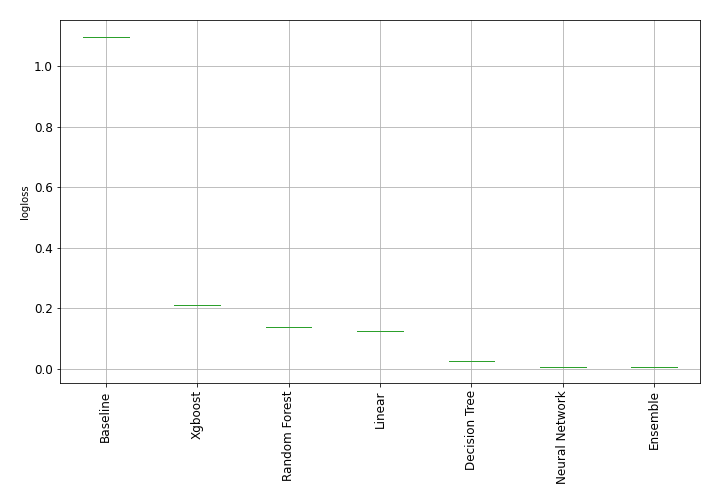 1.0
0.8
0.6
0.4
0.2
0.0
logloss
Baseline
Xgboost
Random Forest
Linear
Decision Tree
Neural Network
Ensemble